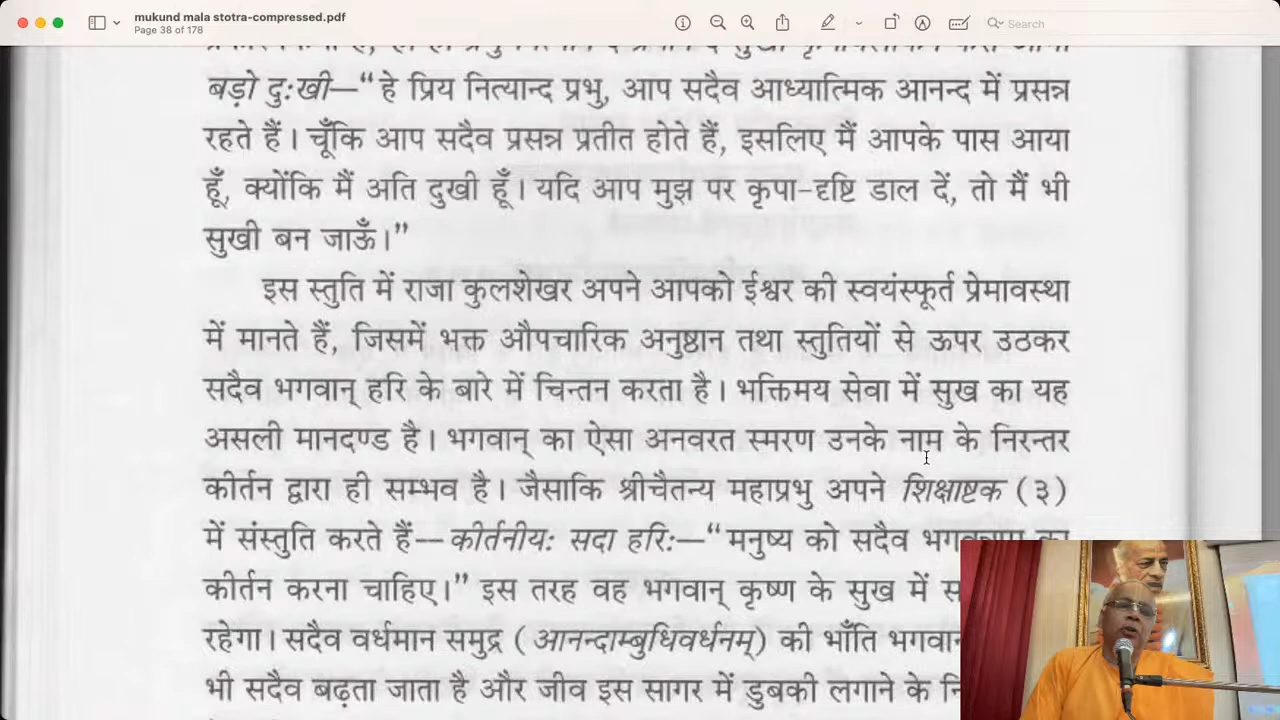 mukund mala stotra-compressed.pdf
Page 38 of 178
Search
बड़ो दुःखी—“हे प्रिय नित्यान्द प्रभु, आप सदैव आध्यात्मिक आनन्द में प्रसन्न
रहते हैं। चूँकि आप सदैव प्रसन्न प्रतीत होते हैं, इसलिए मैं आपके पास आया
हूँ, क्योंकि मैं अति दुखी हूँ। यदि आप मुझ पर कृपा-दृष्टि डाल दें, तो मैं भी
सुखी बन जाऊँ।”
इस स्तुति में राजा कुलशेखर अपने आपको ईश्वर की स्वयंस्फूर्त प्रेमावस्था
में मानते हैं, जिसमें भक्त औपचारिक अनुष्ठान तथा स्तुतियों से ऊपर उठकर
सदैव भगवान् हरि के बारे में चिन्तन करता है। भक्तिमय सेवा में सुख का यह
असली मानदण्ड है। भगवान् का ऐसा अनवरत स्मरण उनके नाम के निरन्तर
कीर्तन द्वारा ही सम्भव है। जैसाकि श्रीचैतन्य महाप्रभु अपने शिक्षाष्टक (३)
में संस्तुति करते हैं—कीर्तनीयः सदा हरिः—“मनुष्य को सदैव
कीर्तन करना चाहिए।” इस तरह वह भगवान् कृष्ण के सुख में
रहेगा। सदैव वर्धमान समुद्र (आनन्दाम्बुधिवर्धनम्) की भाँति
भी सदैव बढ़ता जाता है और जीव इस सागर में डुबकी लगाने के